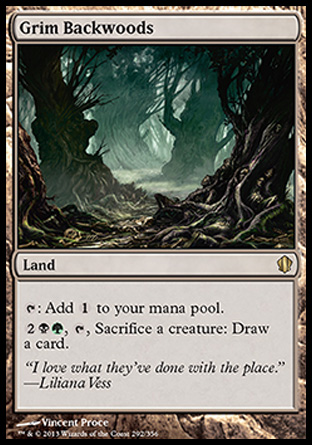 Grim Backwoods
Land
: Add 1 to your mana pool.
2, , Sacrifice a creature: Draw
a card.
"I love what they've done with the place."
—Liliana Vess
Vincent Proce
™ & © 2013 Wizards of the Coast 292/356